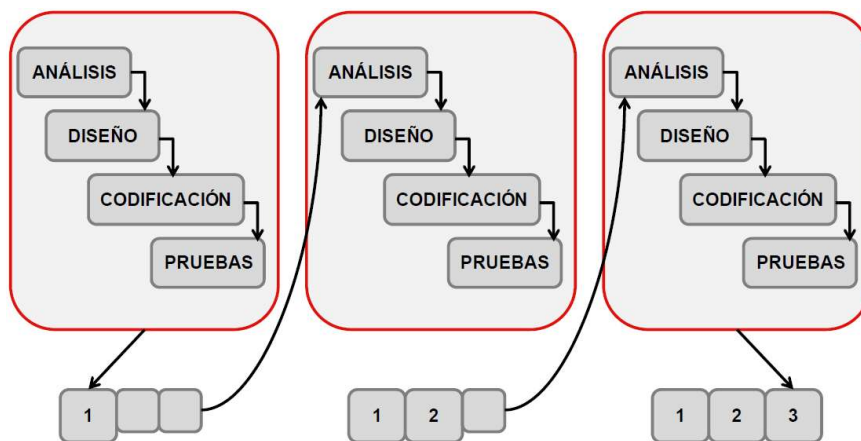 ANÁLISIS
DISEÑO
CODIFICACIÓN
PRUEBAS
1
ANÁLISIS
DISEÑO
CODIFICACIÓN
PRUEBAS
1 2
ANÁLISIS
DISEÑO
CODIFICACIÓN
PRUEBAS
1 2 3